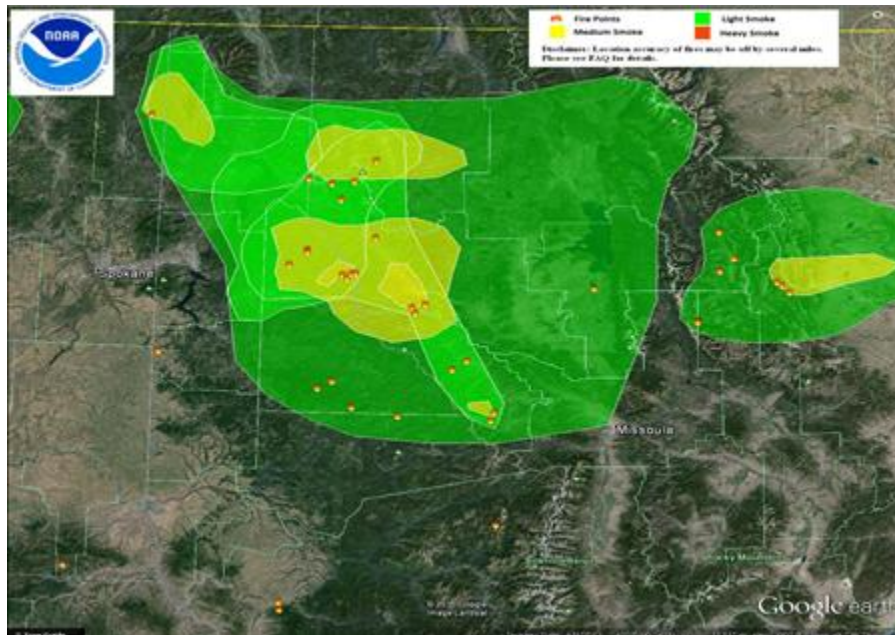 NOAA
Fire Points
Light Smoke
Medium Smoke
Heavy Smoke
Disclaimer: Location accuracy of fires may be off by several miles.
Please see FAQ for details.
Spokane
Missoula
Google earth